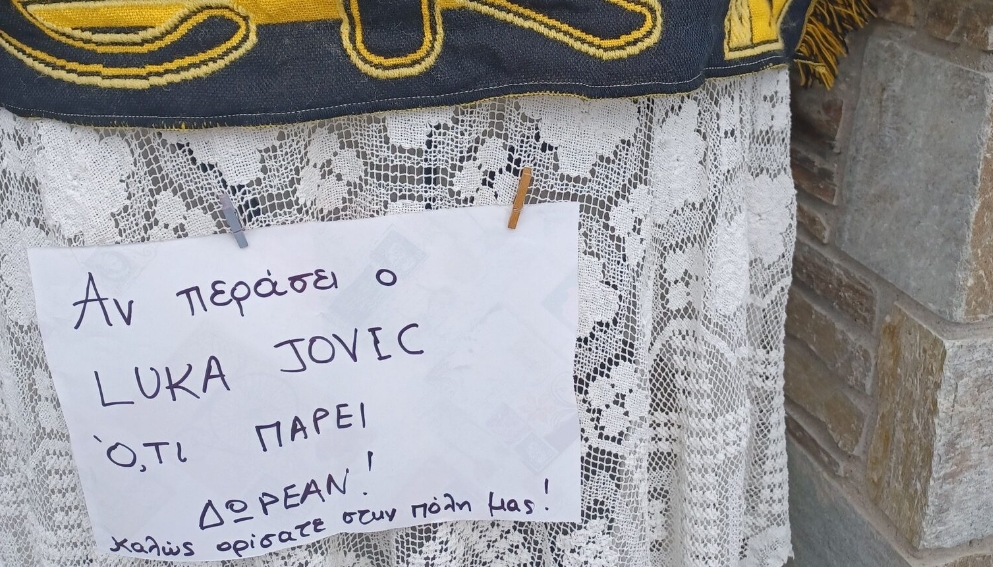 Αν περάσει ο
LUKA JOVIC
Ό,τι ΠΑΡΕΙ
ΔΩΡΕΑΝ!
καλώς ορίσατε στην πόλη μας!